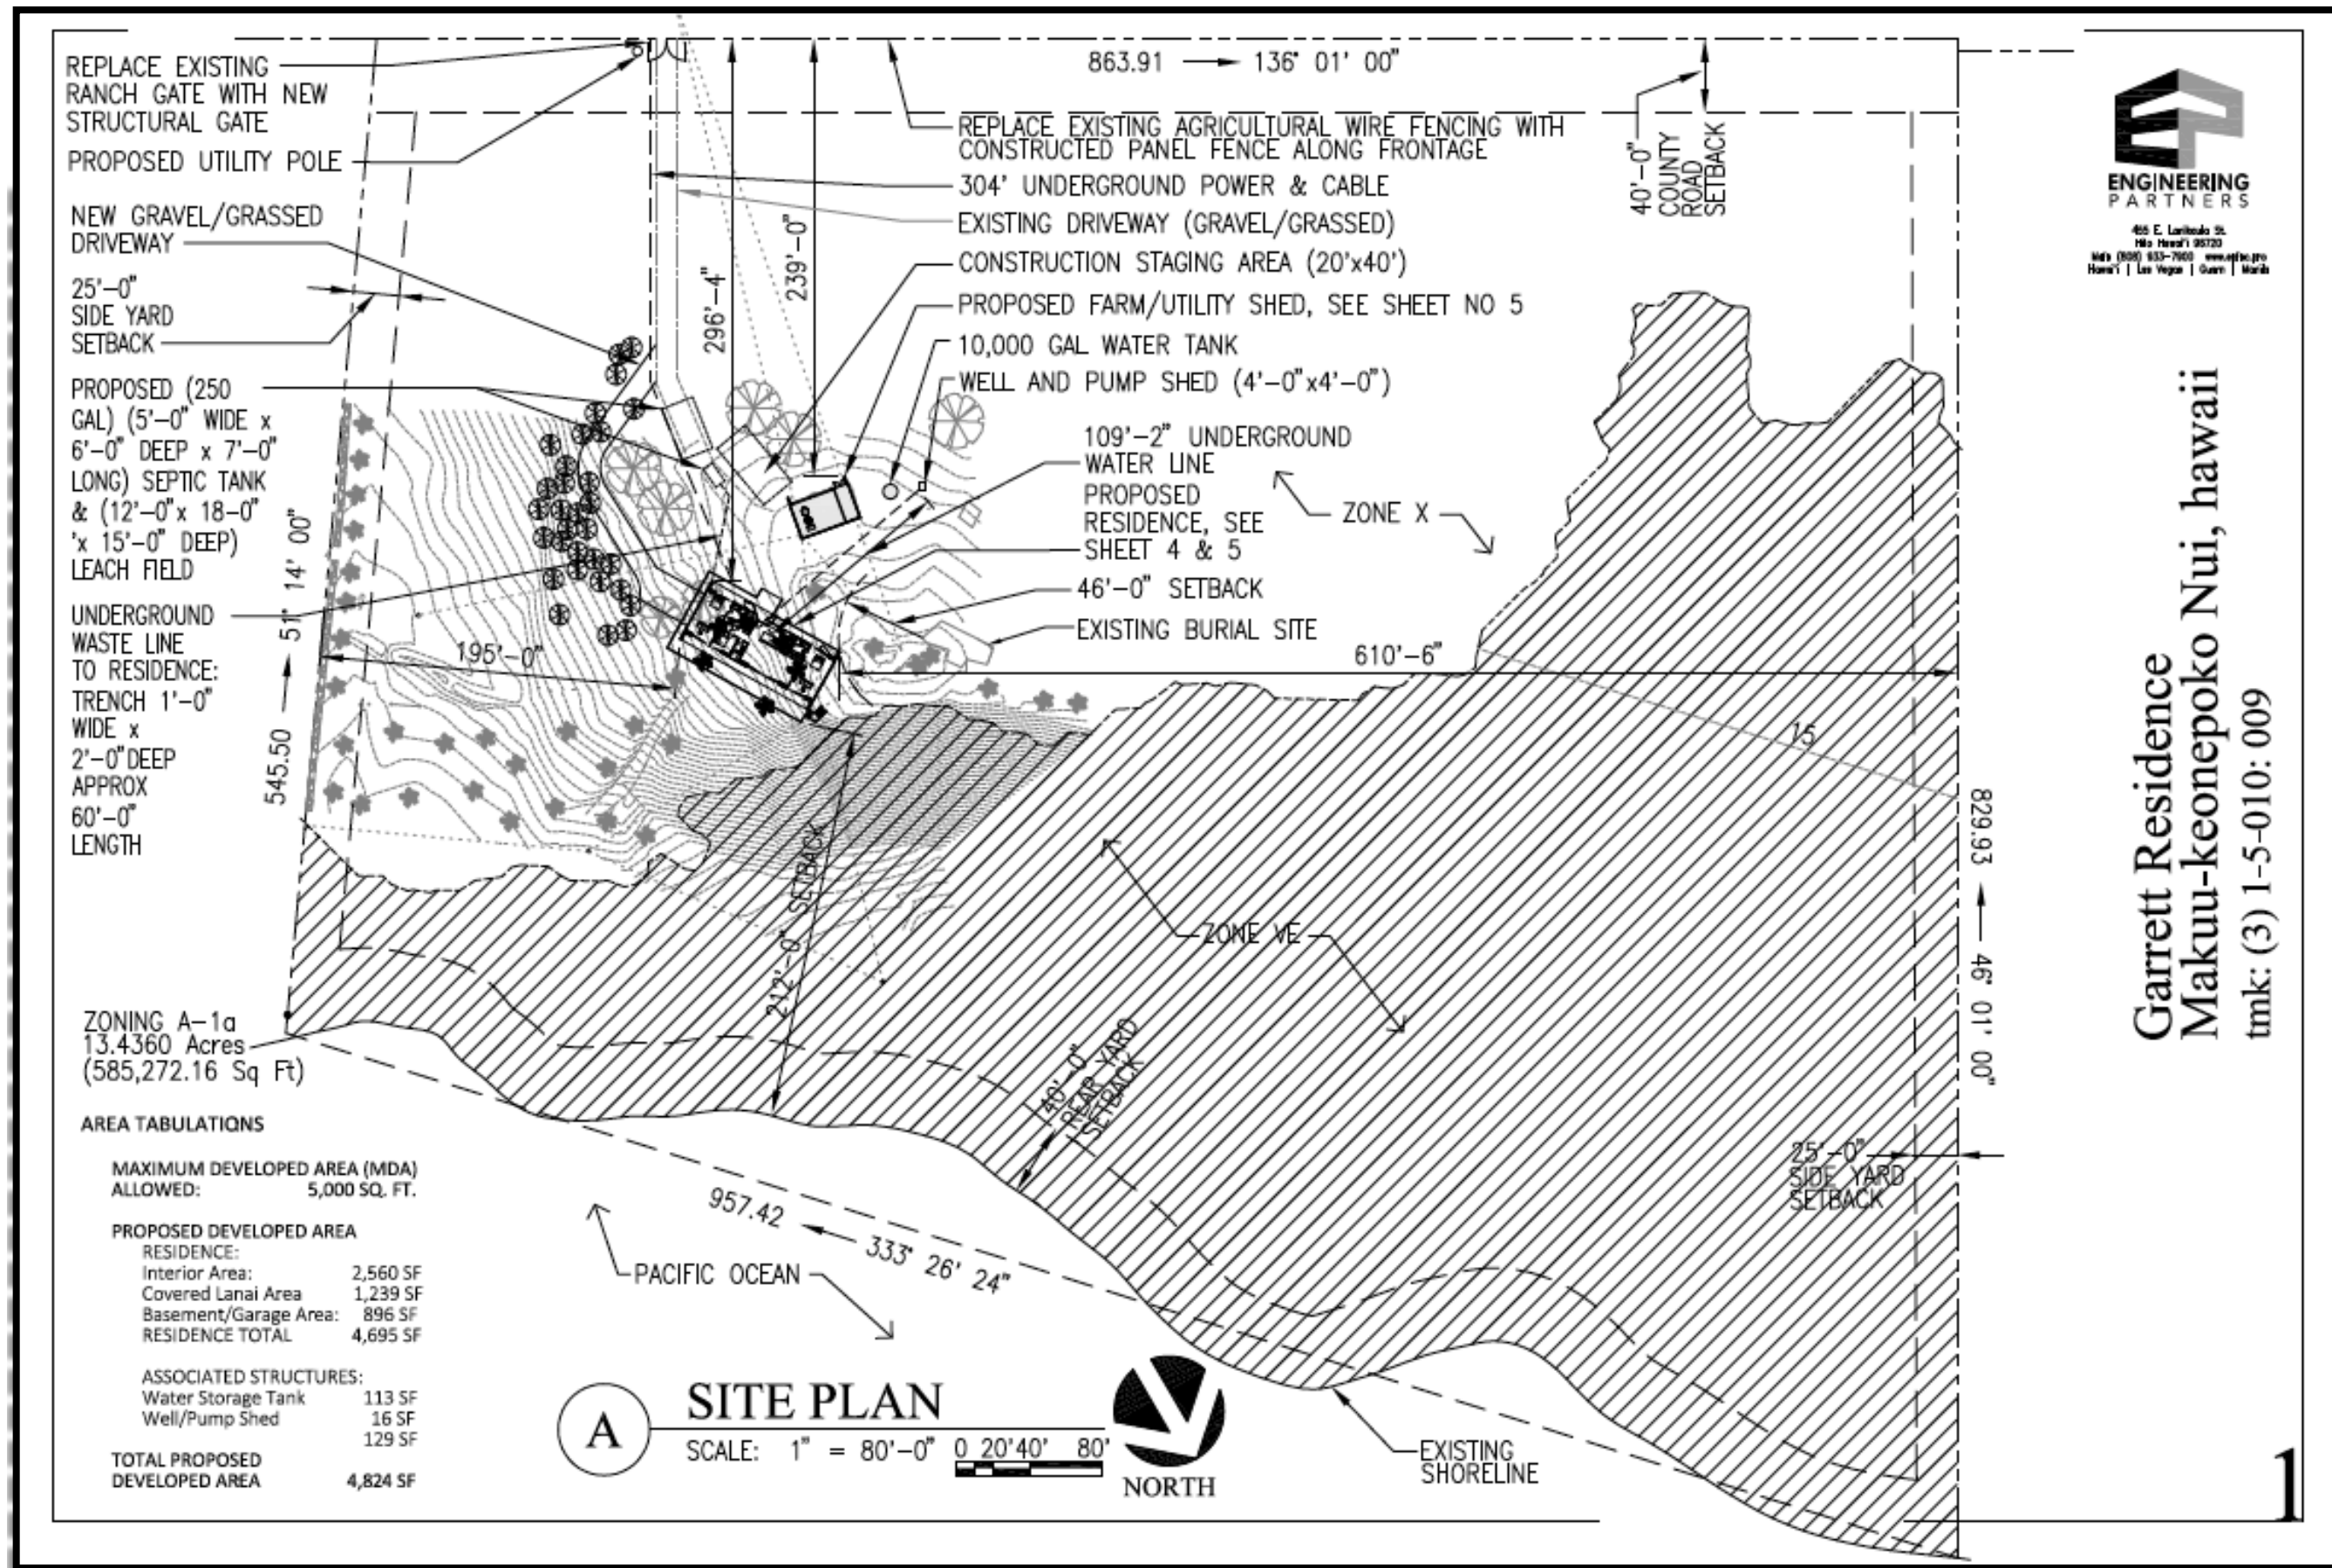 REPLACE EXISTING
RANCH GATE WITH NEW
STRUCTURAL GATE
PROPOSED UTILITY POLE
NEW GRAVEL/GRASSED
DRIVEWAY
25'-0"
SIDE YARD
SETBACK
PROPOSED (250
GAL) (5'-0" WIDE x
6'-0" DEEP x 7'-0"
LONG) SEPTIC TANK
& (12'-0"x 18-0"
'x 15'-0" DEEP)
LEACH FIELD
UNDERGROUND
WASTE LINE
TO RESIDENCE:
TRENCH 1'-0"
WIDE x
2'-0"DEEP
APPROX
60'-0"
LENGTH
545.50 51° 14' 00"
195'-0"
296'-4"
239'-0"
863.91 136° 01' 00"
REPLACE EXISTING AGRICULTURAL WIRE FENCING WITH
CONSTRUCTED PANEL FENCE ALONG FRONTAGE
304' UNDERGROUND POWER & CABLE
EXISTING DRIVEWAY (GRAVEL/GRASSED)
CONSTRUCTION STAGING AREA (20'x40')
PROPOSED FARM/UTILITY SHED, SEE SHEET NO 5
10,000 GAL WATER TANK
WELL AND PUMP SHED (4'-0"x4'-0")
109'-2" UNDERGROUND
WATER LINE
PROPOSED
RESIDENCE, SEE
SHEET 4 & 5
46'-0" SETBACK
EXISTING BURIAL SITE
ZONE X
40'-0"
COUNTY
ROAD
SETBACK
610'-6"
15
829.93 46° 01' 00"
ZONE VE
212'-0" SETBACK
40'-0"
REAR YARD
SETBACK
25'-0"
SIDE YARD
SETBACK
957.42 333° 26' 24"
PACIFIC OCEAN
EXISTING
SHORELINE
ZONING A-1a
13.4360 Acres
(585,272.16 Sq Ft)
AREA TABULATIONS
MAXIMUM DEVELOPED AREA (MDA)
ALLOWED: 5,000 SQ. FT.
PROPOSED DEVELOPED AREA
RESIDENCE:
Interior Area: 2,560 SF
Covered Lanai Area 1,239 SF
Basement/Garage Area: 896 SF
RESIDENCE TOTAL 4,695 SF
ASSOCIATED STRUCTURES:
Water Storage Tank 113 SF
Well/Pump Shed 16 SF
129 SF
TOTAL PROPOSED
DEVELOPED AREA 4,824 SF
A
SITE PLAN
SCALE: 1" = 80'-0" 0 20'40' 80'
NORTH
ENGINEERING
PARTNERS
Hawai'i | Las Vegas | Guam | Manila
Garrett Residence
Makuu-keonepoko Nui, hawaii
tmk: (3) 1-5-010: 009
1